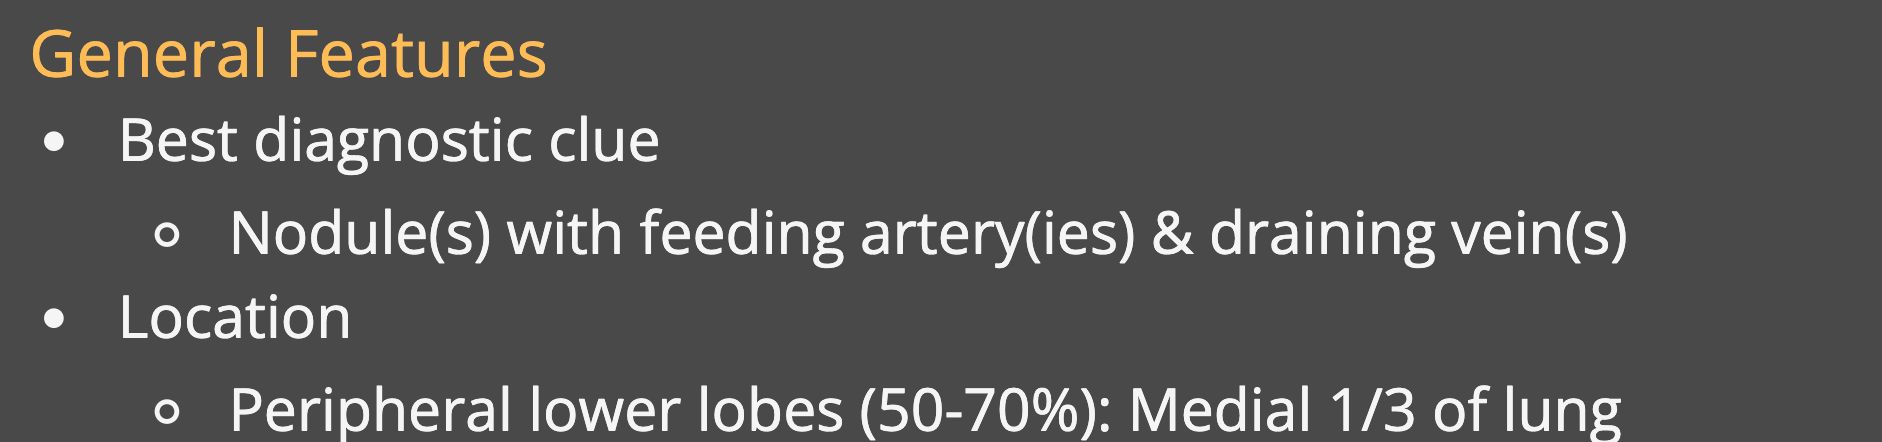 General Features
• Best diagnostic clue
○ Nodule(s) with feeding artery(ies) & draining vein(s)
• Location
○ Peripheral lower lobes (50-70%): Medial 1/3 of lung